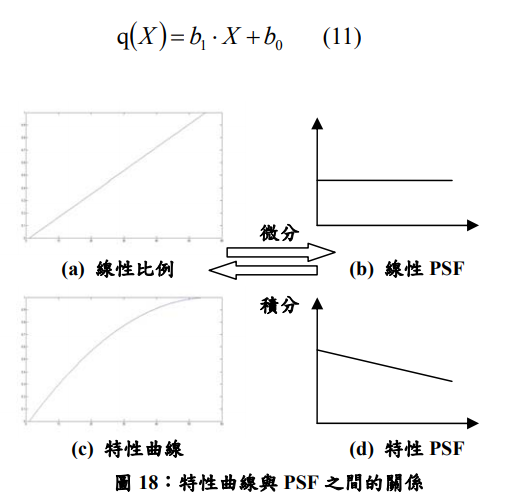 q(X)=b₁·X+b₀ (11)
微分
(a) 線性比例
(b) 線性 PSF
積分
(c) 特性曲線
(d) 特性 PSF
圖 18：特性曲線與 PSF 之間的關係